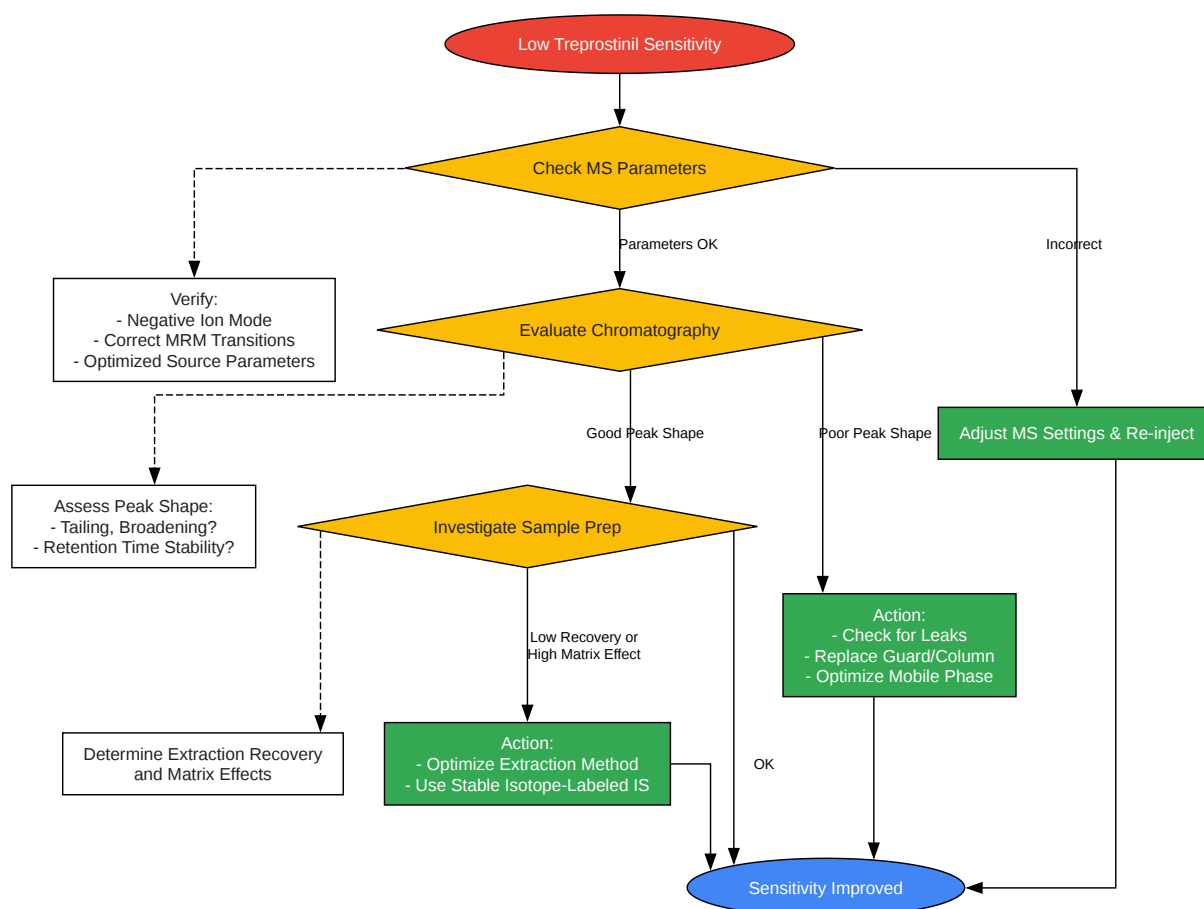 Low Treprostinil Sensitivity
Check MS Parameters
Parameters OK
Incorrect
Verify:
- Negative Ion Mode
- Correct MRM Transitions
- Optimized Source Parameters
Evaluate Chromatography
Good Peak Shape
Poor Peak Shape
Adjust MS Settings & Re-inject
Assess Peak Shape:
- Tailing, Broadening?
- Retention Time Stability?
Investigate Sample Prep
Low Recovery or
High Matrix Effect
Action:
- Check for Leaks
- Replace Guard/Column
- Optimize Mobile Phase
Determine Extraction Recovery
and Matrix Effects
Action:
- Optimize Extraction Method
- Use Stable Isotope-Labeled IS
OK
Sensitivity Improved